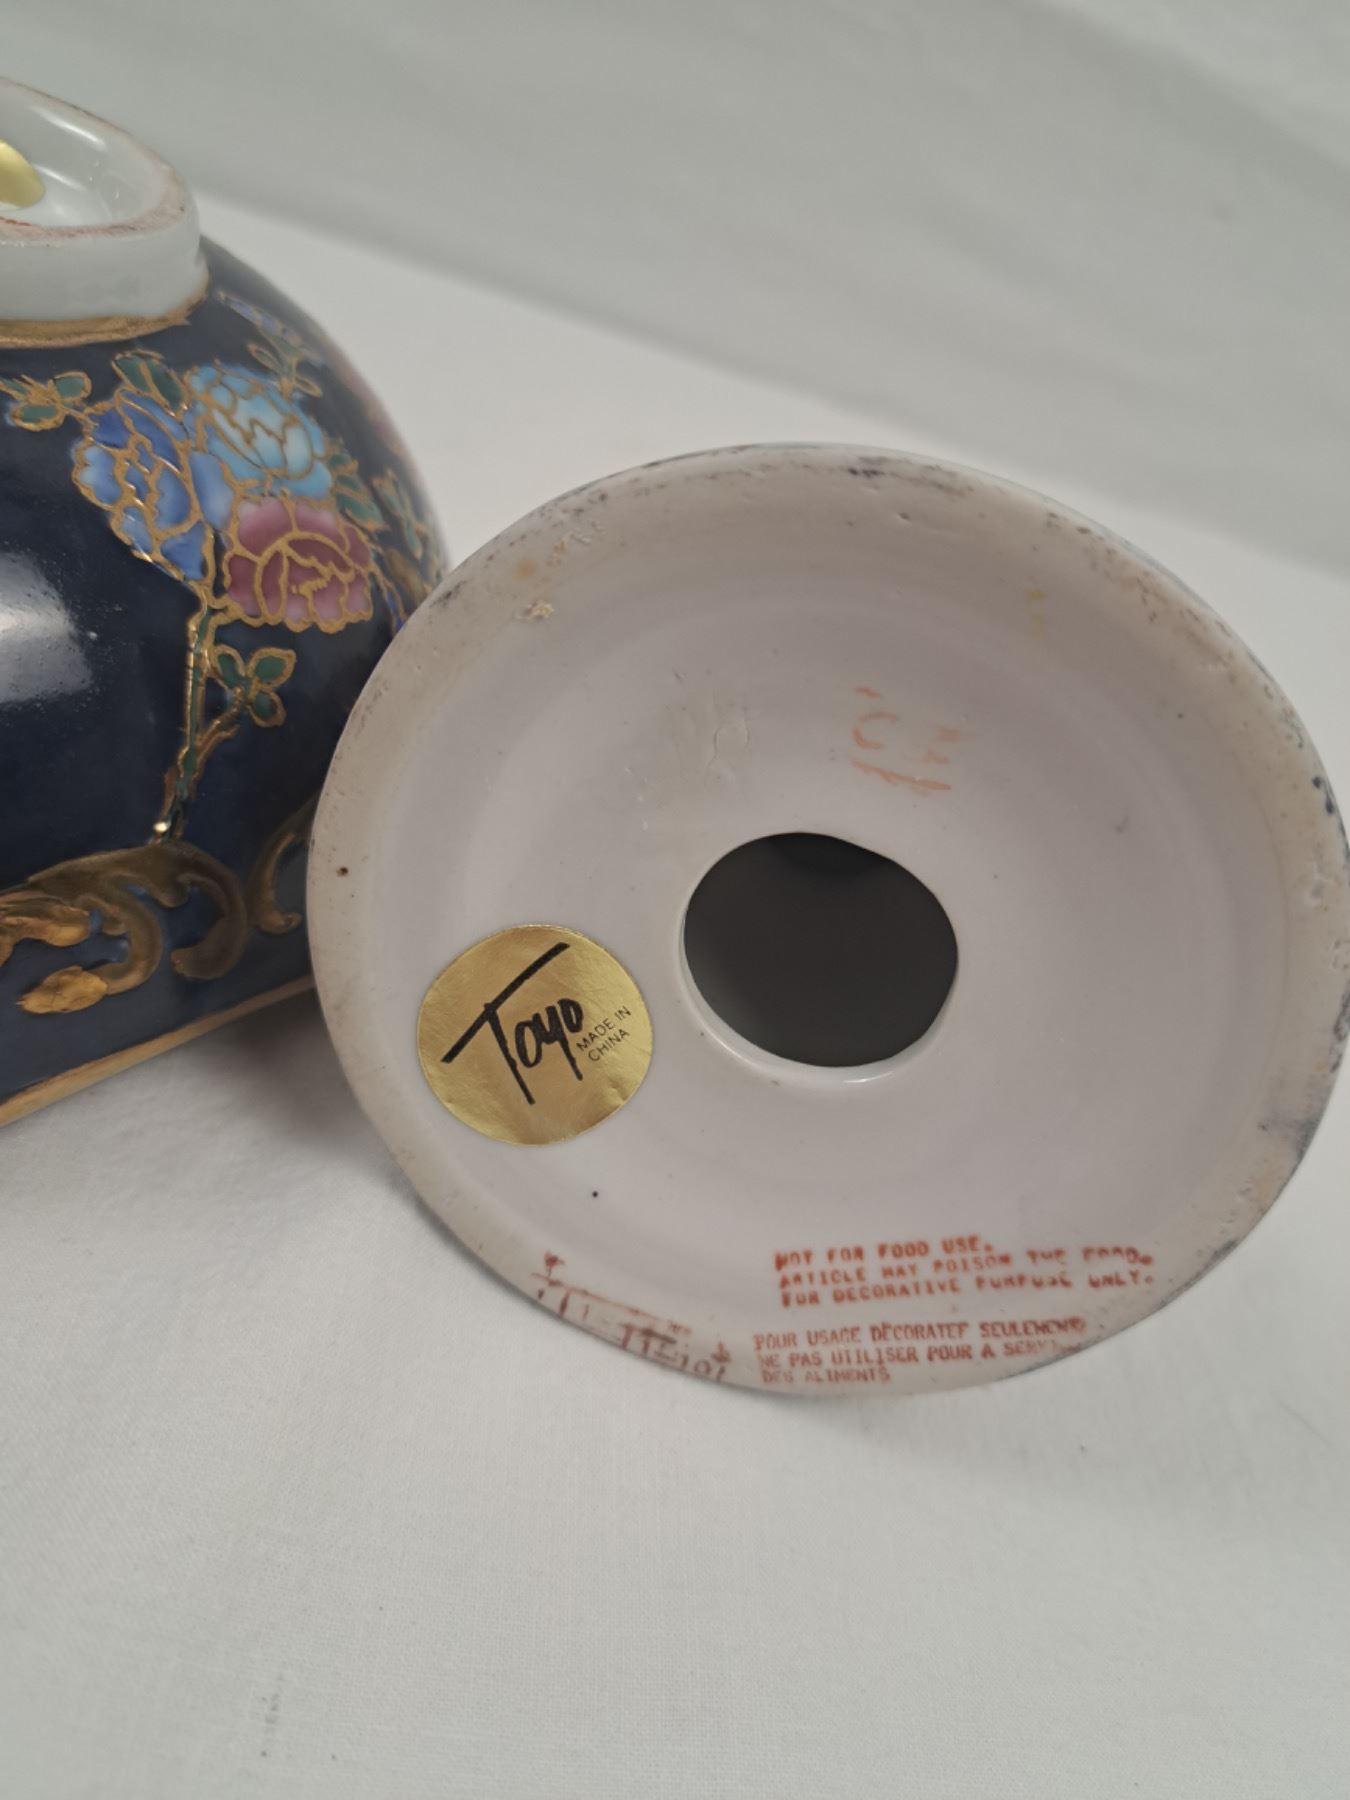 Toyo
MADE IN
CHINA
NOT FOR FOOD USE.
ARTICLE MAY POISON THE FOOD.
FOR DECORATIVE PURPOSE ONLY.
POUR USAGE DECORATEF SEULEMENT
NE PAS UTILISER POUR A
DES ALIMENTS